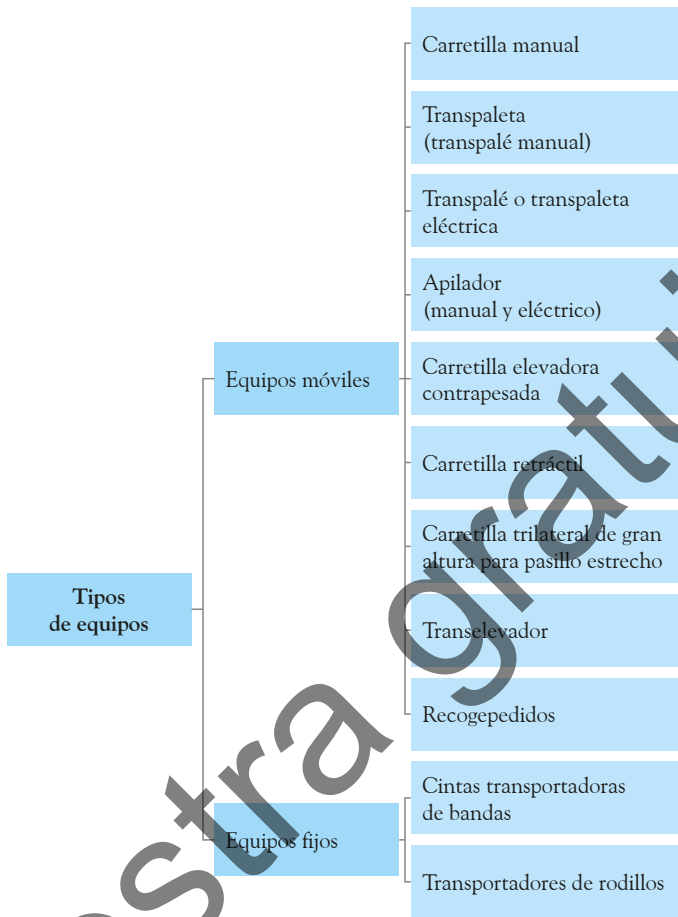 Tipos
de equipos
Equipos móviles
Carretilla manual
Transpaleta
(transpalé manual)
Transpalé o transpaleta
eléctrica
Apilador
(manual y eléctrico)
Carretilla elevadora
contrapesada
Carretilla retráctil
Carretilla trilateral de gran
altura para pasillo estrecho
Transelevador
Recogepedidos
Equipos fijos
Cintas transportadoras
de bandas
Transportadores de rodillos